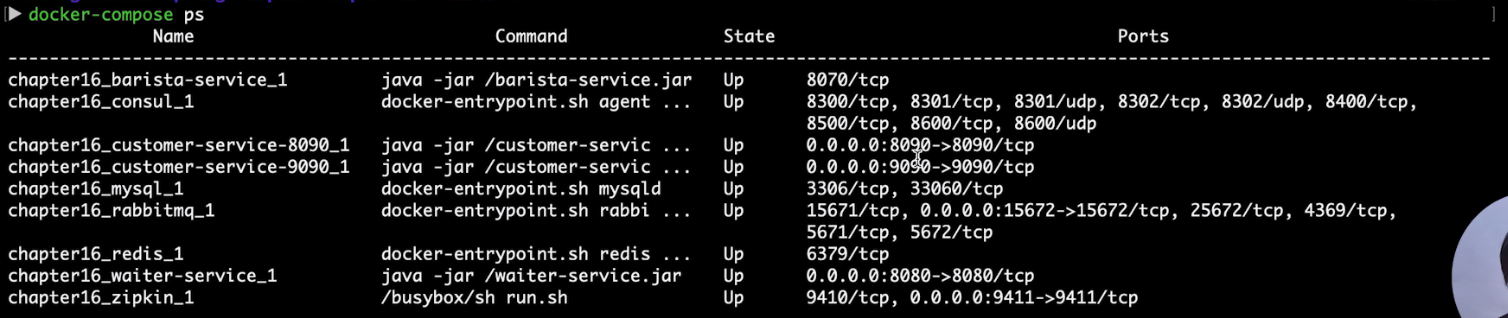 docker-compose ps
Name Command State Ports
--------------------------------------------------------------------------------
chapter16_barista-service_1 java -jar /barista-service.jar Up 8070/tcp
chapter16_consul_1 docker-entrypoint.sh agent ... Up 8300/tcp, 8301/tcp, 8301/udp, 8302/tcp, 8302/udp, 8400/tcp,
8500/tcp, 8600/tcp, 8600/udp
chapter16_customer-service-8090_1 java -jar /customer-servic ... Up 0.0.0.0:8090->8090/tcp
chapter16_customer-service-9090_1 java -jar /customer-servic ... Up 0.0.0.0:9090->9090/tcp
chapter16_mysql_1 docker-entrypoint.sh mysqld Up 3306/tcp, 33060/tcp
chapter16_rabbitmq_1 docker-entrypoint.sh rabbi ... Up 15671/tcp, 0.0.0.0:15672->15672/tcp, 25672/tcp, 4369/tcp,
5671/tcp, 5672/tcp
chapter16_redis_1 docker-entrypoint.sh redis ... Up 6379/tcp
chapter16_waiter-service_1 java -jar /waiter-service.jar Up 0.0.0.0:8080->8080/tcp
chapter16_zipkin_1 /busybox/sh run.sh Up 9410/tcp, 0.0.0.0:9411->9411/tcp